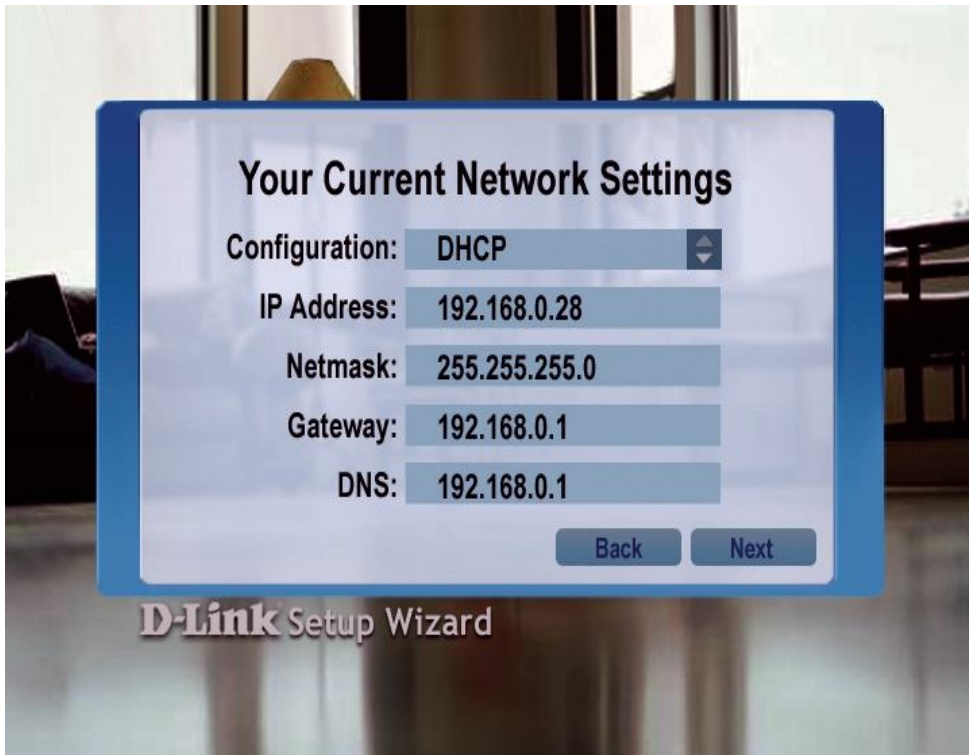 Your Current Network Settings
Configuration: DHCP
IP Address: 192.168.0.28
Netmask: 255.255.255.0
Gateway: 192.168.0.1
DNS: 192.168.0.1
Back Next
D-Link Setup Wizard